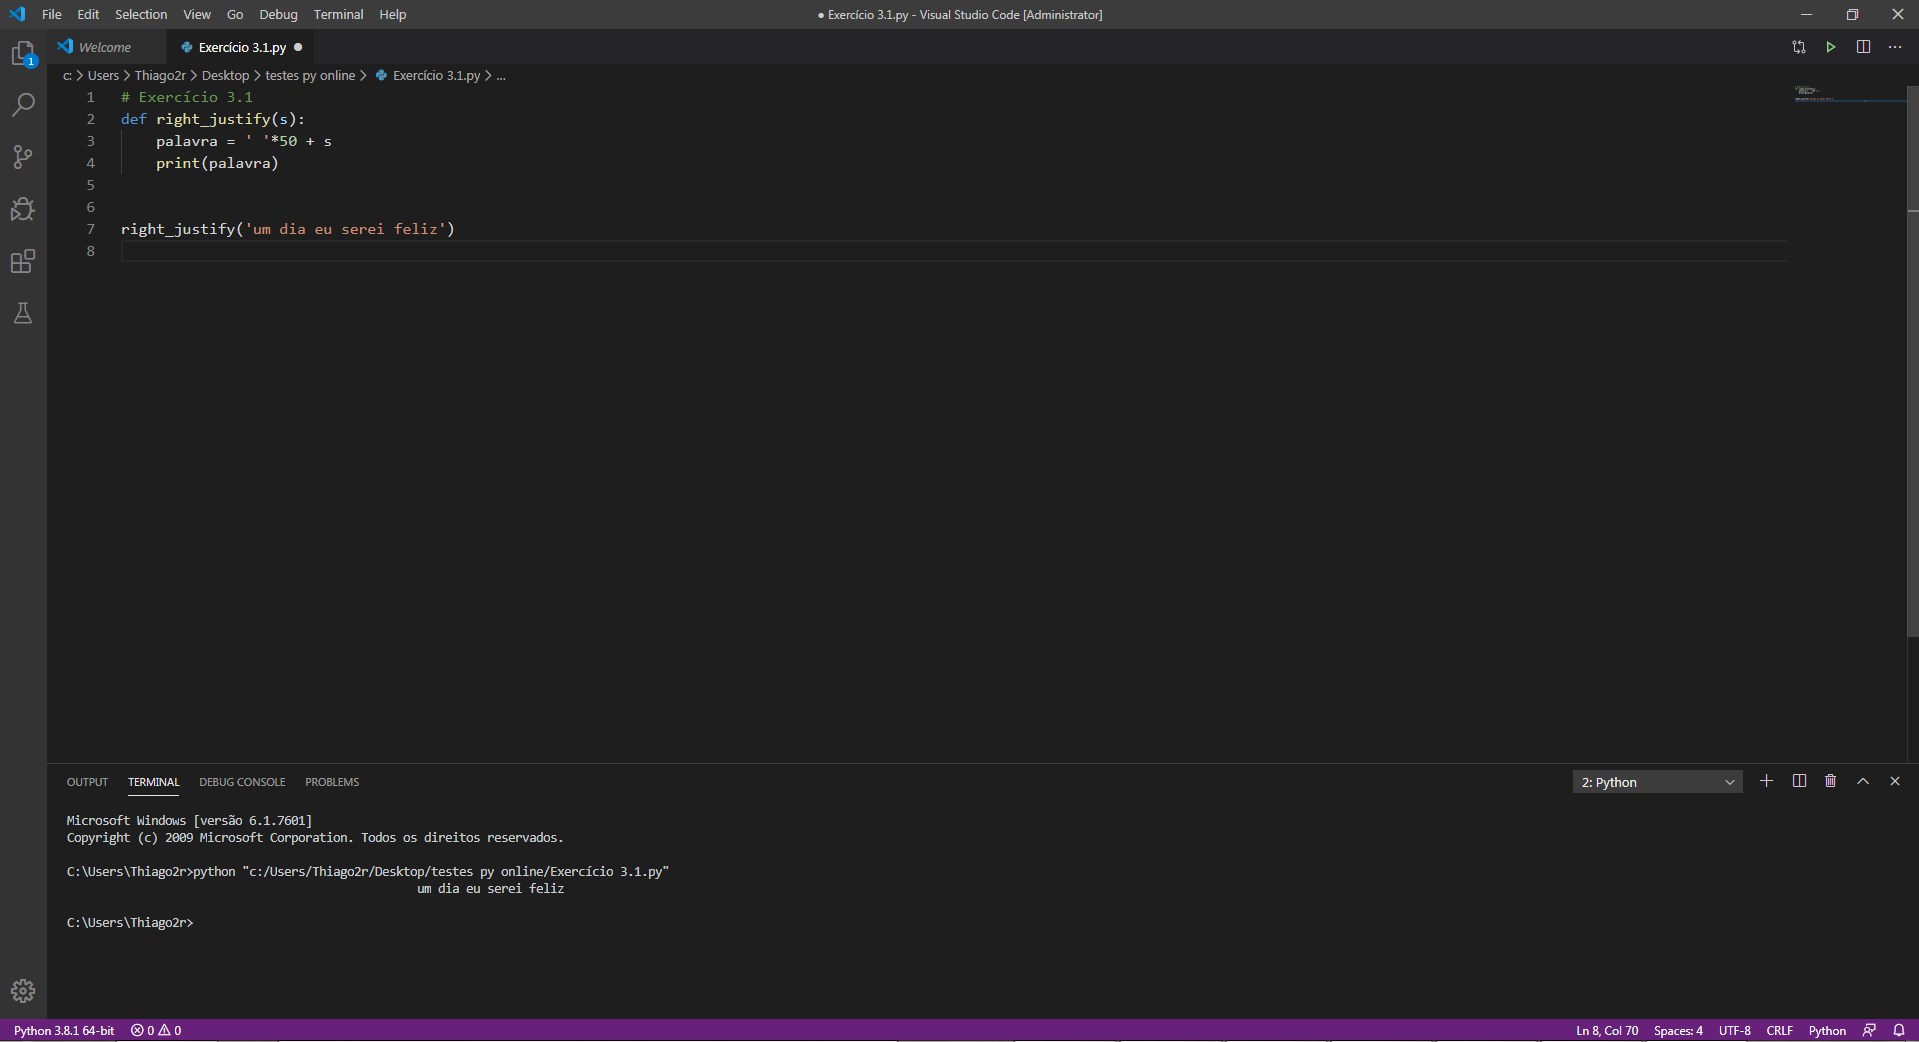 File Edit Selection View Go Debug Terminal Help ● Exercício 3.1.py - Visual Studio Code [Administrator]
Welcome Exercício 3.1.py ●
c: > Users > Thiago2r > Desktop > testes py online > Exercício 3.1.py > ...
1 # Exercício 3.1
2 def right_justify(s):
3     palavra = ' '*50 + s
4     print(palavra)
5
6
7 right_justify('um dia eu serei feliz')
8
1
OUTPUT TERMINAL DEBUG CONSOLE PROBLEMS 2: Python
Microsoft Windows [versão 6.1.7601]
Copyright (c) 2009 Microsoft Corporation. Todos os direitos reservados.
C:\Users\Thiago2r>python "c:/Users/Thiago2r/Desktop/testes py online/Exercício 3.1.py"
                                                  um dia eu serei feliz
C:\Users\Thiago2r>
Python 3.8.1 64-bit 0 0 Ln 8, Col 70 Spaces: 4 UTF-8 CRLF Python